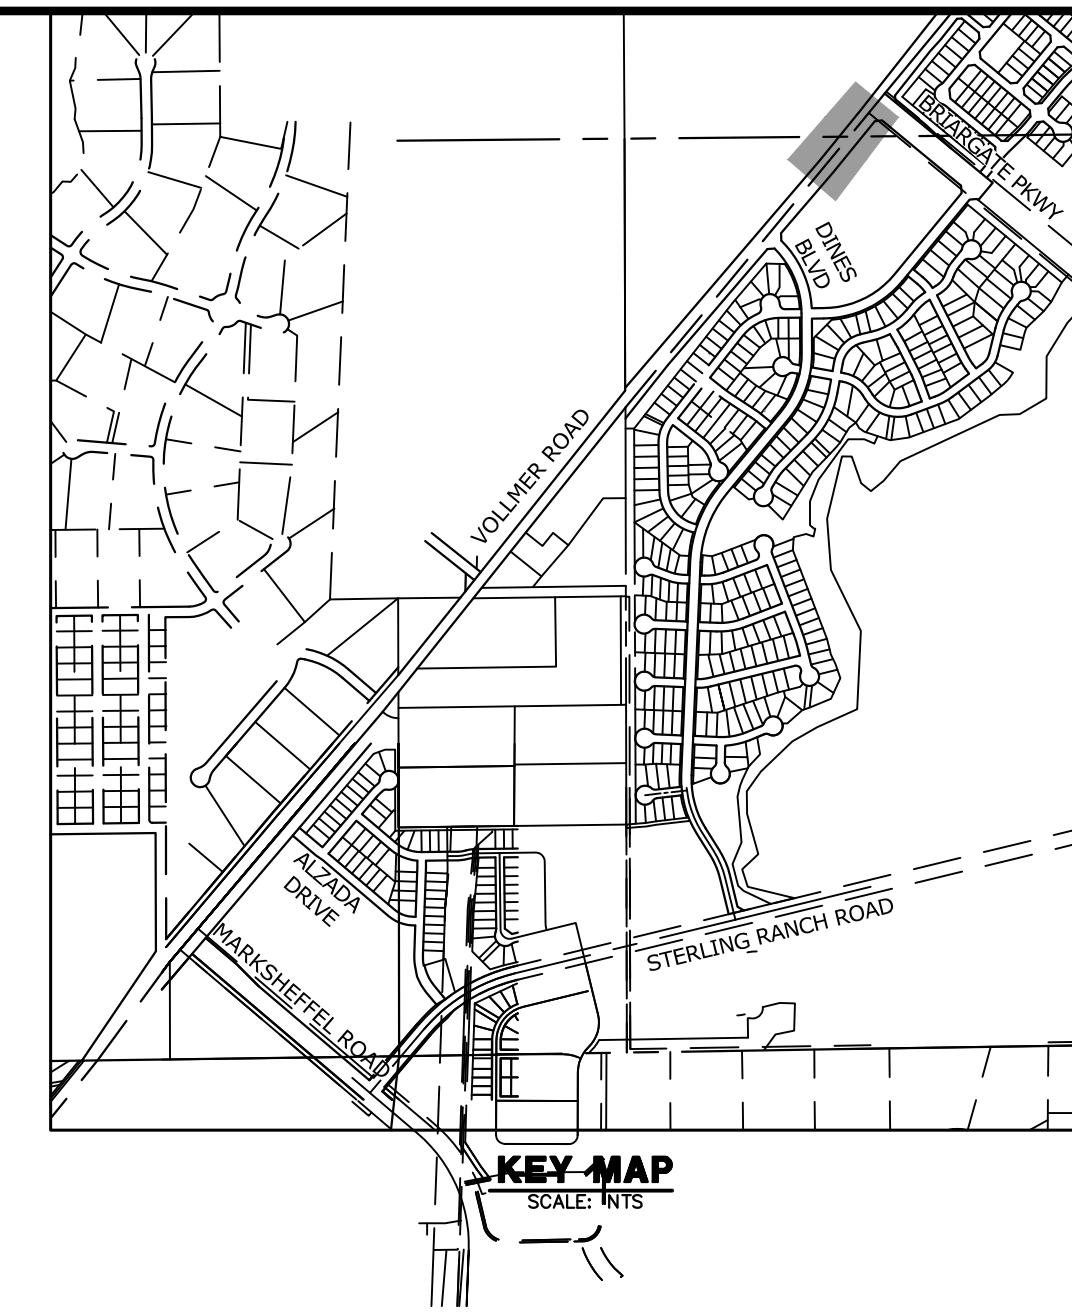 BRIARGATE PKWY
DINES
BLVD
VOLLMER ROAD
ALZADA
DRIVE
STERLING RANCH ROAD
MARKSHEFFEL ROAD
KEY MAP
SCALE: NTS